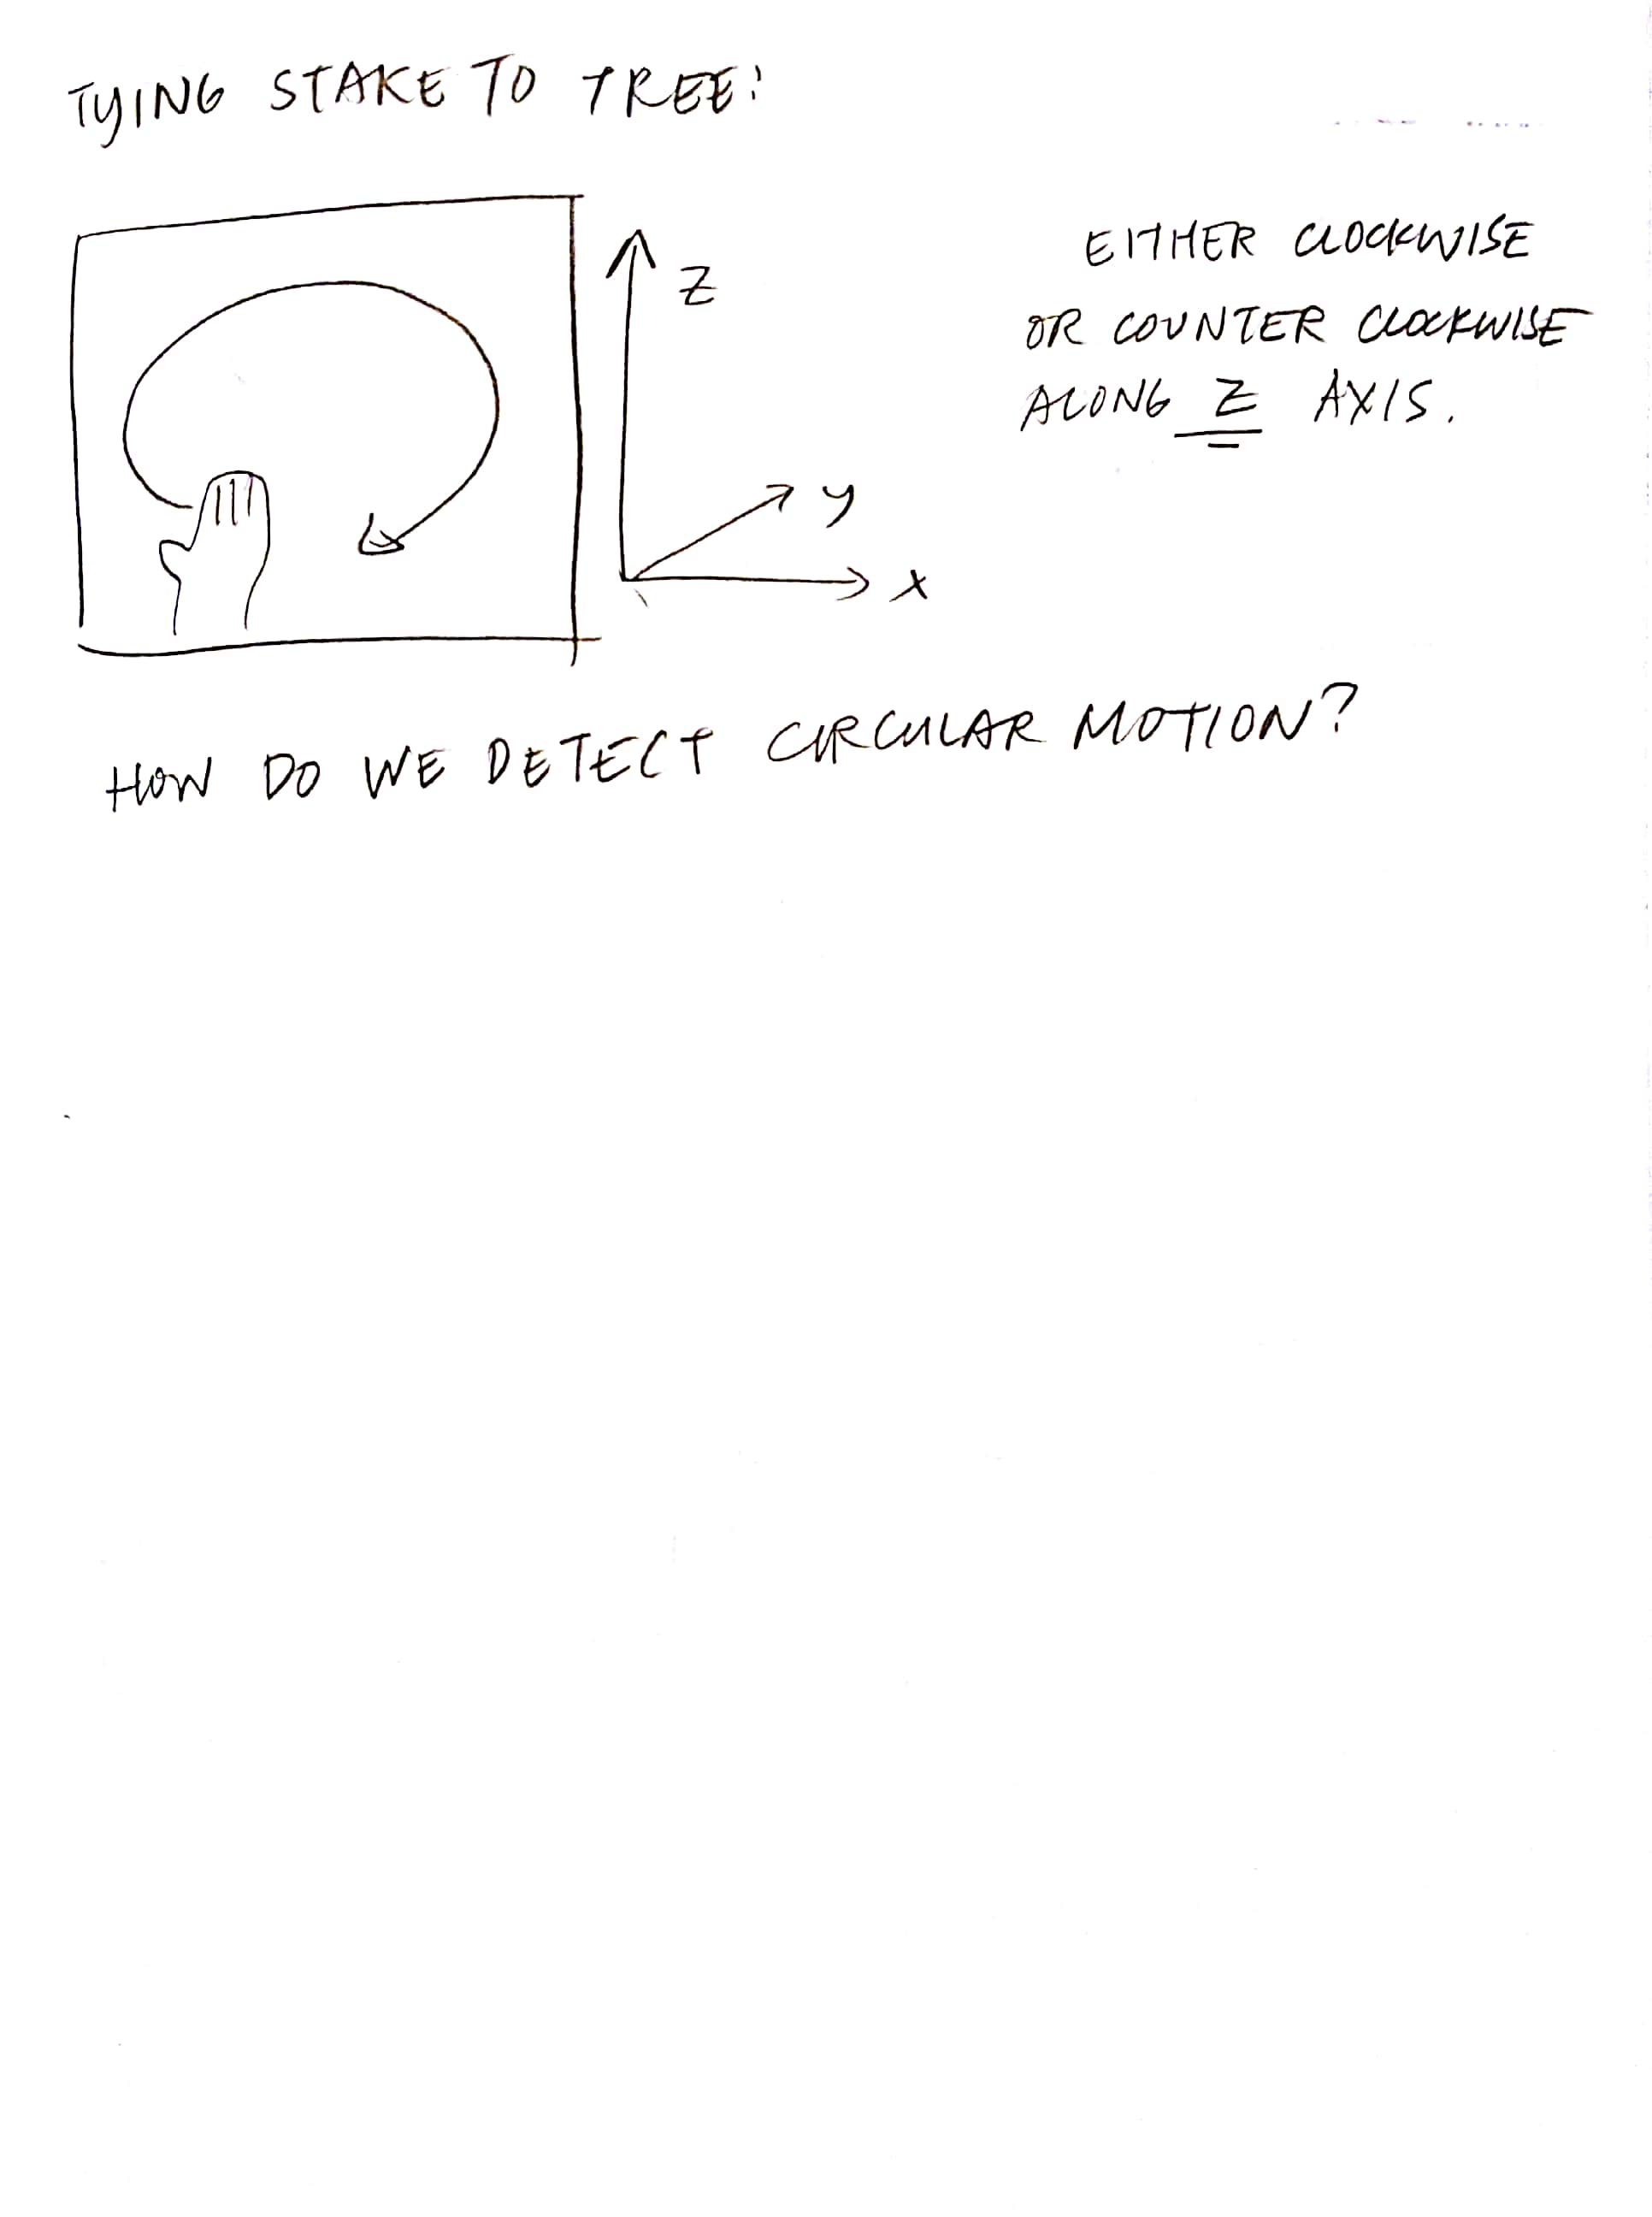 TYING STAKE TO TREE:
EITHER CLOCKWISE
OR COUNTER CLOCKWISE
ALONG Z AXIS.
Z
y
x
HOW DO WE DETECT CIRCULAR MOTION?